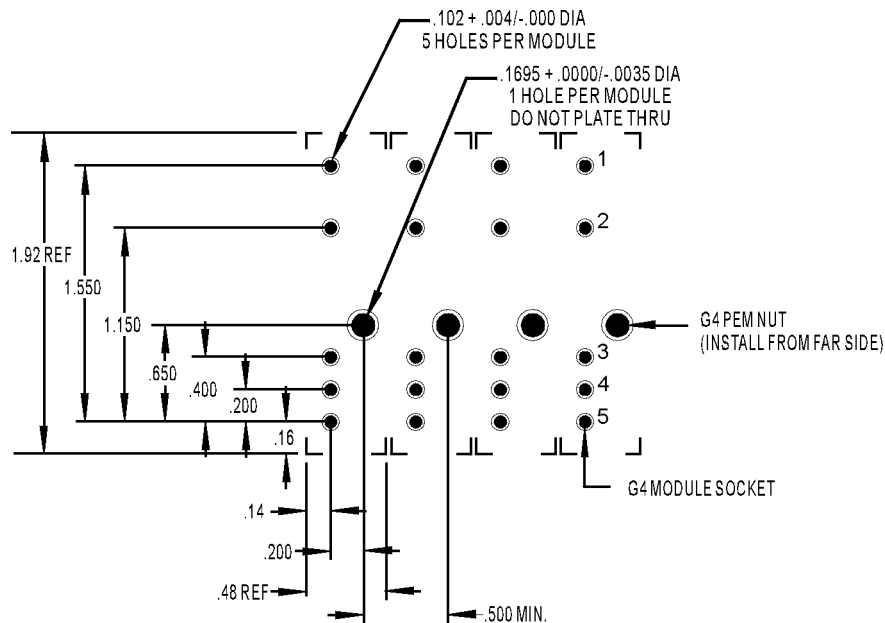 .102 + .004/-.000 DIA
5 HOLES PER MODULE
.1695 + .0000/-.0035 DIA
1 HOLE PER MODULE
DO NOT PLATE THRU
1
2
1.92 REF
1.550
1.150
.650
.400
.200
.16
G4 PEM NUT
(INSTALL FROM FAR SIDE)
3
4
5
G4 MODULE SOCKET
.14
.200
.48 REF
.500 MIN.